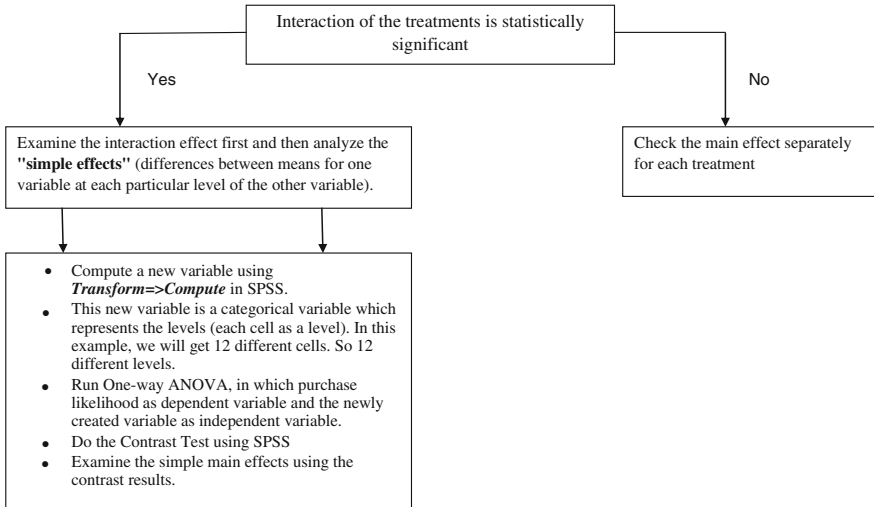 Interaction of the treatments is statistically
significant
Yes
No
Examine the interaction effect first and then analyze the
"simple effects" (differences between means for one
variable at each particular level of the other variable).
Check the main effect separately
for each treatment
• Compute a new variable using
Transform=>Compute in SPSS.
• This new variable is a categorical variable which
represents the levels (each cell as a level). In this
example, we will get 12 different cells. So 12
different levels.
• Run One-way ANOVA, in which purchase
likelihood as dependent variable and the newly
created variable as independent variable.
• Do the Contrast Test using SPSS
• Examine the simple main effects using the
contrast results.